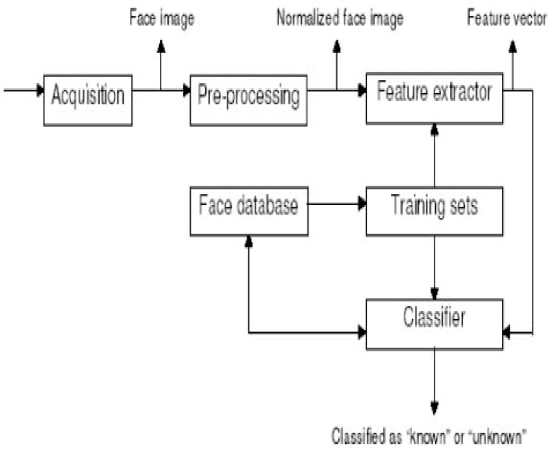 Face image
Normalized face image
Feature vector
Acquisition
Pre-processing
Feature extractor
Face database
Training sets
Classifier
Classified as "known" or "unknown"